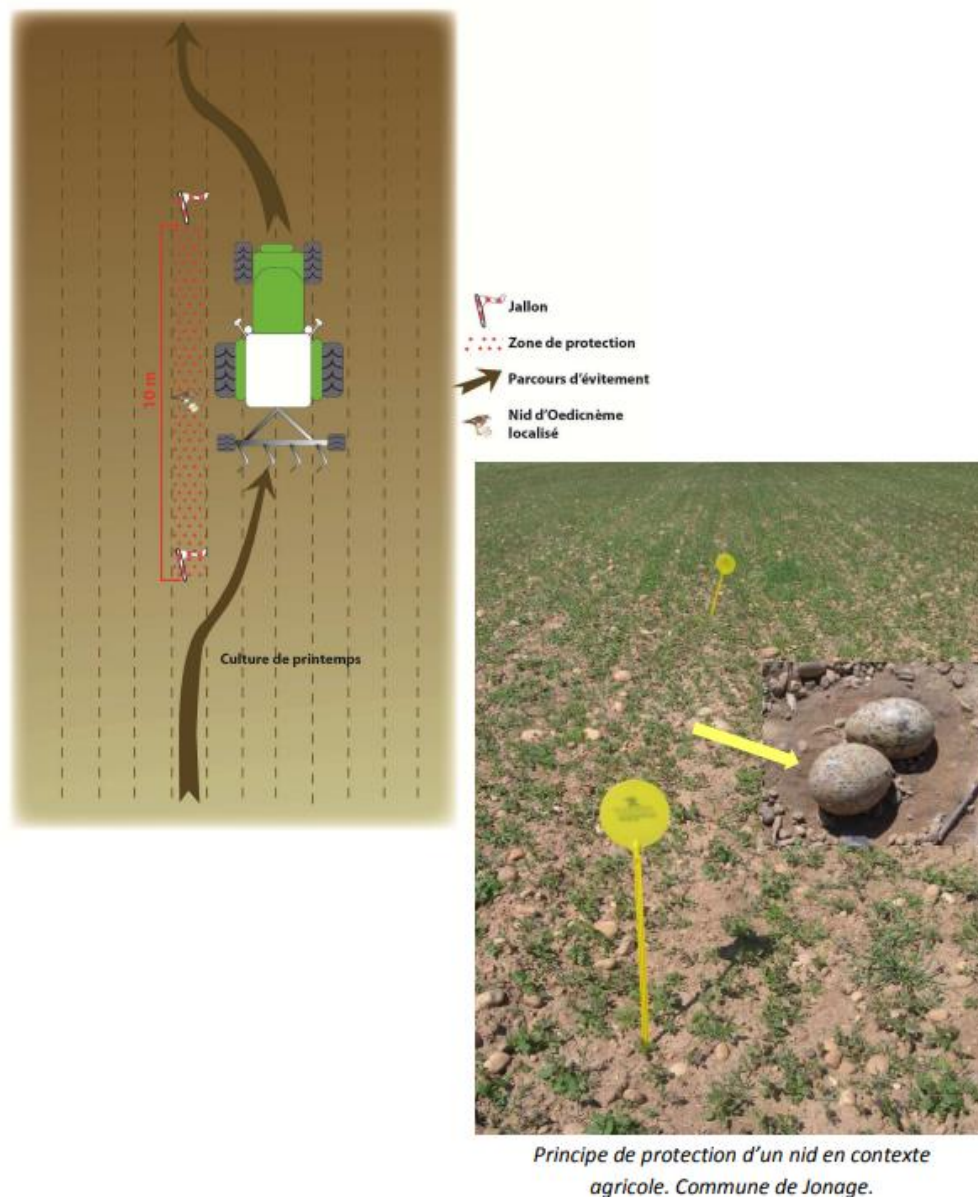 10 m
Culture de printemps
Jallon
Zone de protection
Parcours d'évitement
Nid d'Oedicnème
localisé
Principe de protection d'un nid en contexte
agricole. Commune de Jonage.